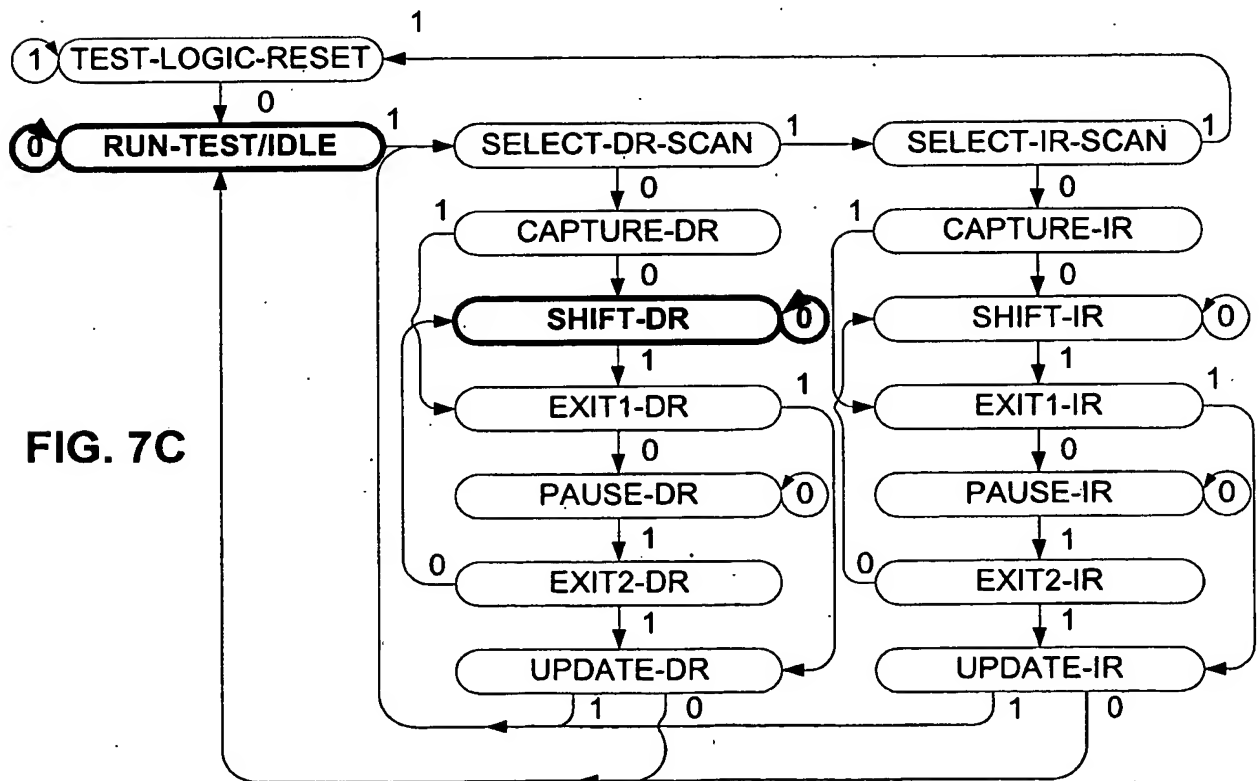 1
1 TEST-LOGIC-RESET
0
0 RUN-TEST/IDLE 1 SELECT-DR-SCAN 1 SELECT-IR-SCAN 1
0 0
1 CAPTURE-DR 1 CAPTURE-IR
0 0
SHIFT-DR 0 SHIFT-IR 0
1 1
EXIT1-DR 1 EXIT1-IR 1
FIG. 7C
0 0
PAUSE-DR 0 PAUSE-IR 0
1 1
0 EXIT2-DR 0 EXIT2-IR
1 1
UPDATE-DR UPDATE-IR
1 0 1 0